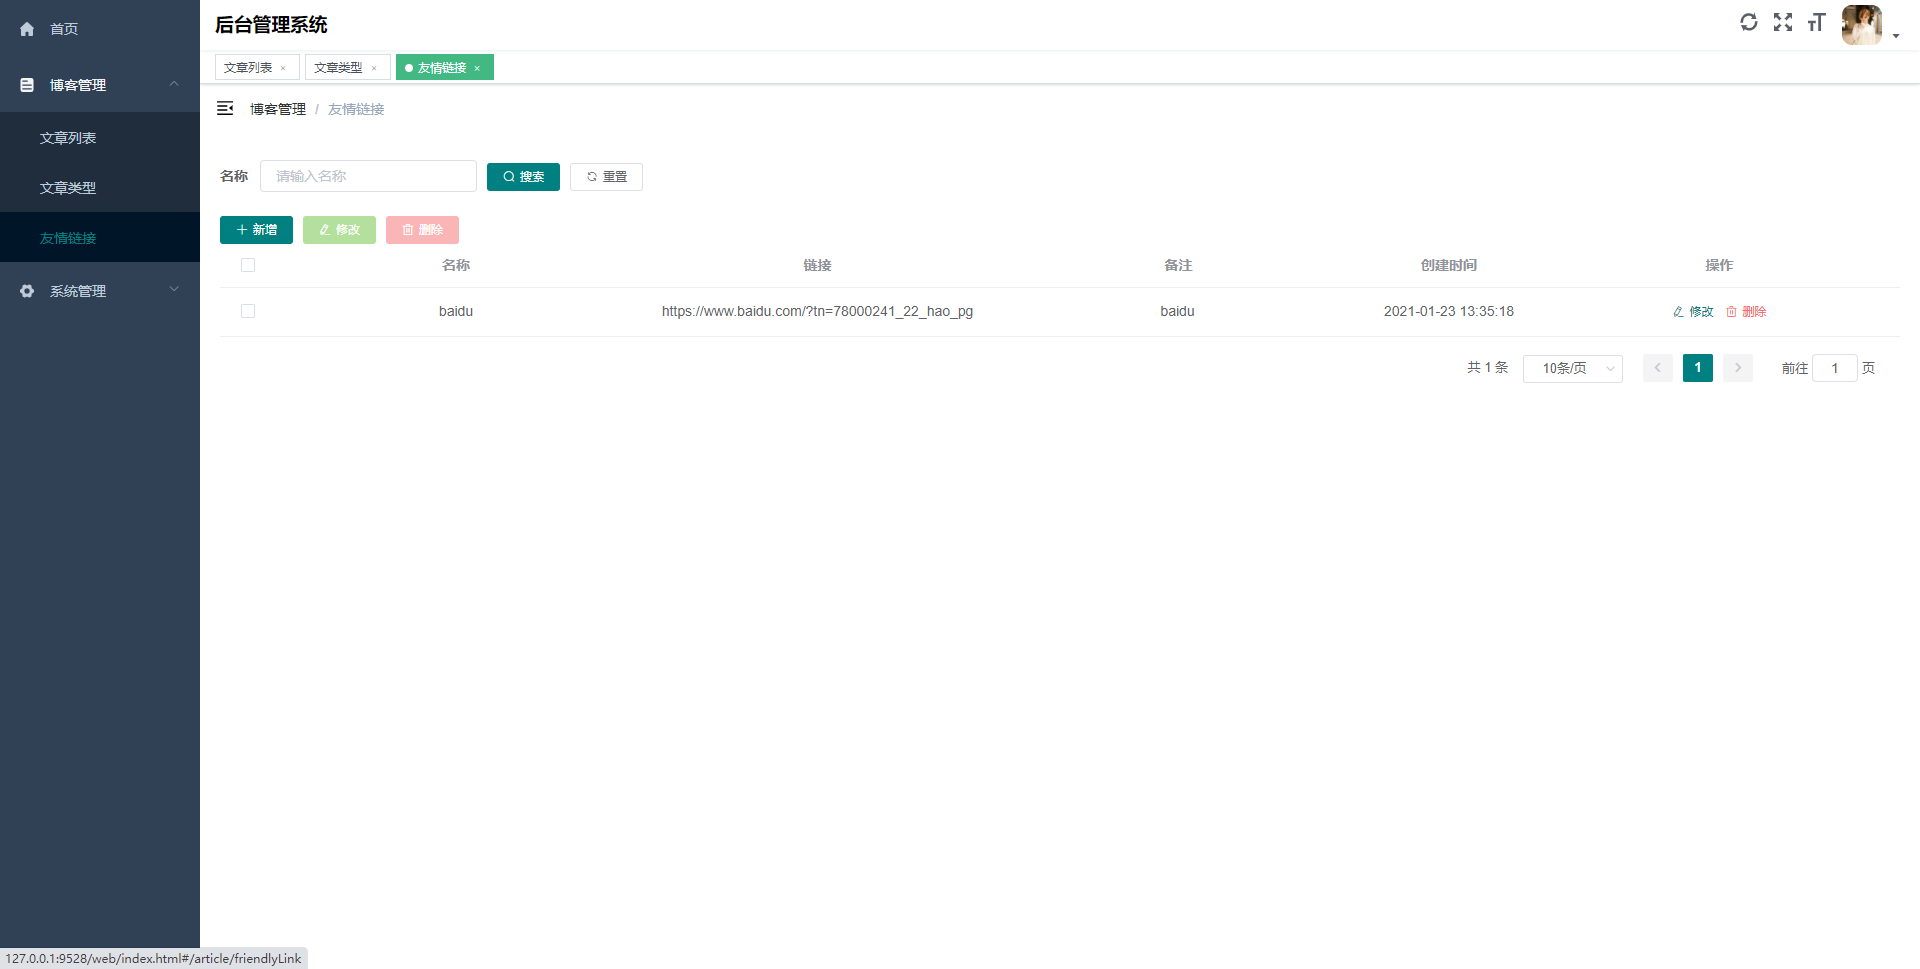 首页
博客管理
文章列表
文章类型
友情链接
系统管理
后台管理系统
文章列表 × 文章类型 × 友情链接 ×
博客管理 / 友情链接
名称 请输入名称 搜索 重置
新增 修改 删除
名称 链接 备注 创建时间 操作
baidu https://www.baidu.com/?tn=78000241_22_hao_pg baidu 2021-01-23 13:35:18 修改 删除
共 1 条 10条/页 1 前往 1 页
127.0.0.1:9528/web/index.html#/article/friendlyLink